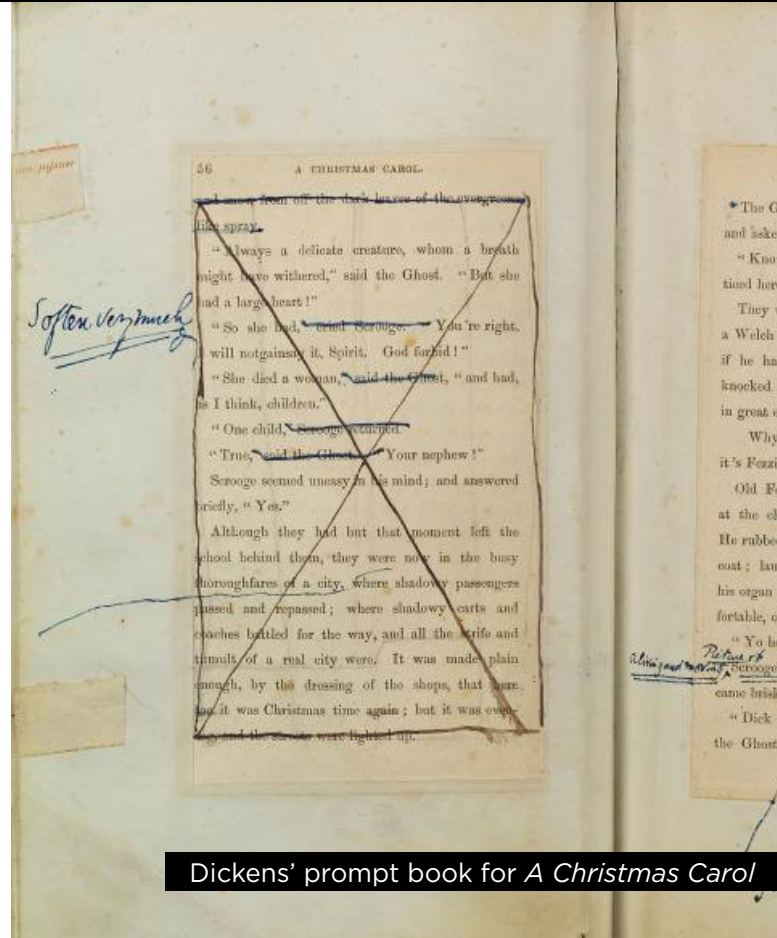 56 A CHRISTMAS CAROL.
and snow from off the dark leaves of the evergreens
like spray.
"Always a delicate creature, whom a breath
might have withered," said the Ghost. "But she
had a large heart!"
"So she had," cried Scrooge. "You're right.
I will notgainsay it, Spirit. God forbid!"
"She died a woman," said the Ghost, "and had,
as I think, children."
"One child," Scrooge returned.
"True," said the Ghost. "Your nephew!"
Scrooge seemed uneasy in his mind; and answered
briefly, "Yes."
Although they had but that moment left the
school behind them, they were now in the busy
thoroughfares of a city, where shadowy passengers
passed and repassed; where shadowy carts and
coaches battled for the way, and all the strife and
tumult of a real city were. It was made plain
enough, by the dressing of the shops, that here
too it was Christmas time again; but it was even-
ing, and the streets were lighted up.
Soften very much
The G
and aske
"Kno
ticed her
They
a Welch
if he ha
knocked
in great e
Why
it's Fezzi
Old Fe
at the cl
He rubbe
coat; lau
his organ
fortable, o
"Yo h
Picture of
Scrooge
came brisk
"Dick
the Ghost
Dickens' prompt book for A Christmas Carol